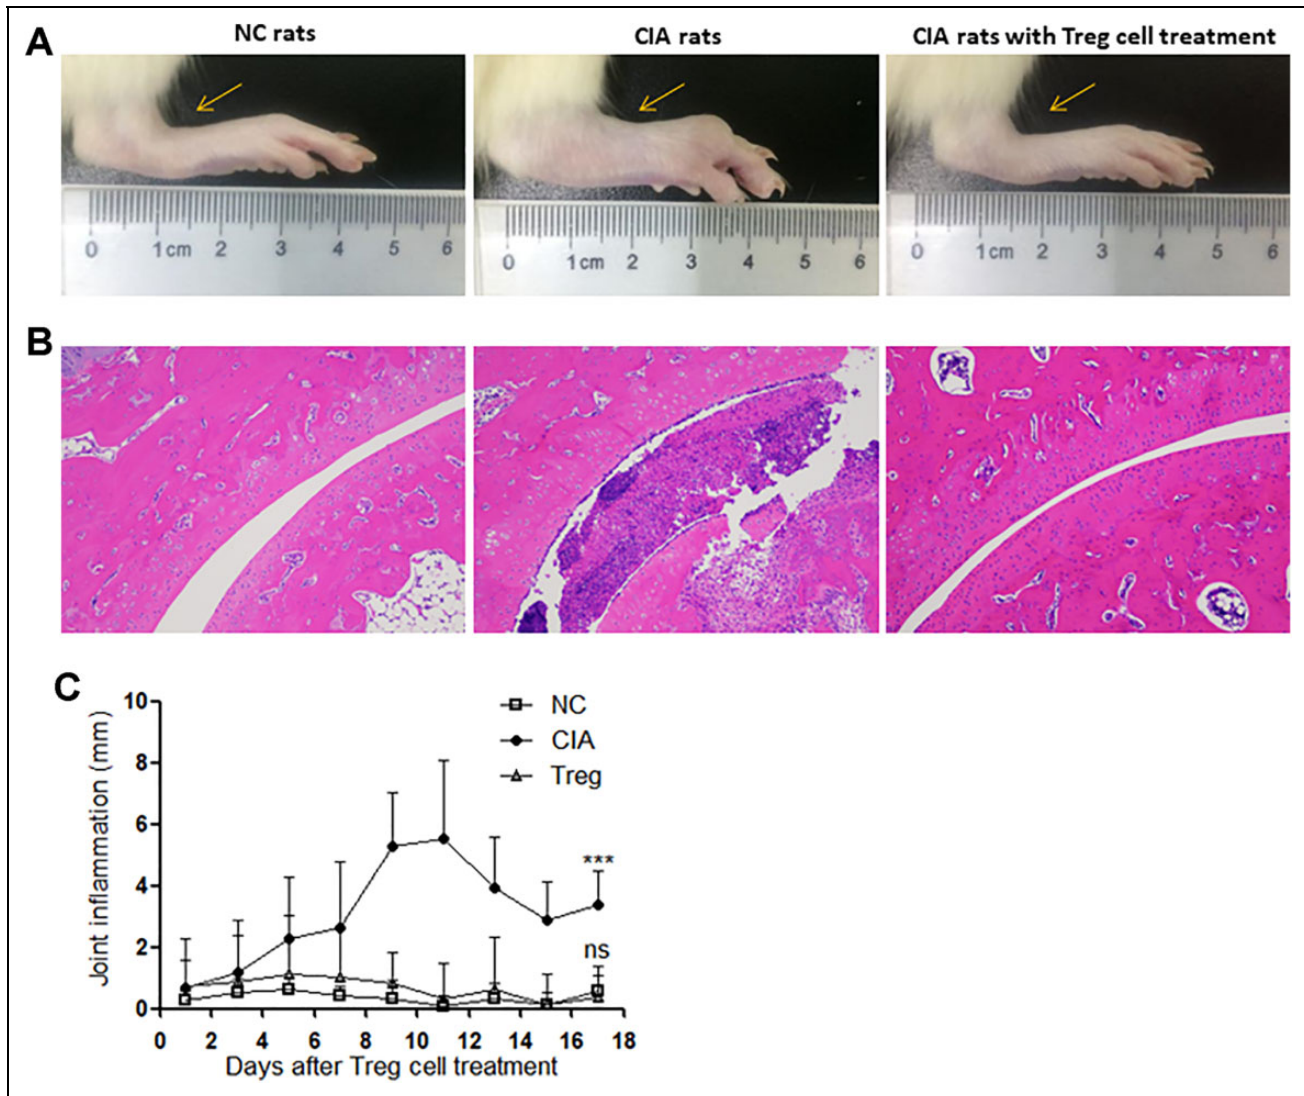 A
NC rats
CIA rats
CIA rats with Treg cell treatment
0 1 cm 2 3 4 5 6
0 1 cm 2 3 4 5 6
0 1 cm 2 3 4 5 6
B
C
Joint inflammation (mm)
10
8
6
4
2
0
NC
CIA
Treg
***
ns
0 2 4 6 8 10 12 14 16 18
Days after Treg cell treatment